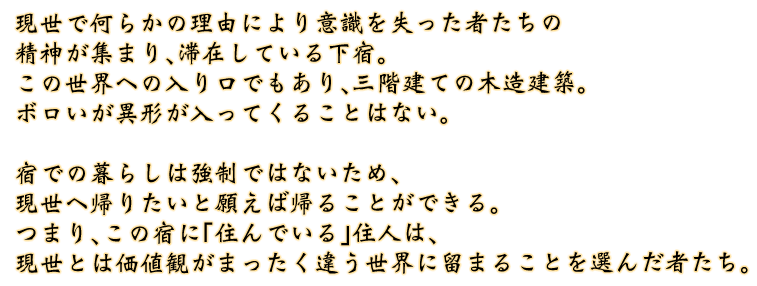 現世で何らかの理由により意識を失った者たちの
精神が集まり、滞在している下宿。
この世界への入り口でもあり、三階建ての木造建築。
ボロいが異形が入ってくることはない。
宿での暮らしは強制ではないため、
現世へ帰りたいと願えば帰ることができる。
つまり、この宿に「住んでいる」住人は、
現世とは価値観がまったく違う世界に留まることを選んだ者たち。